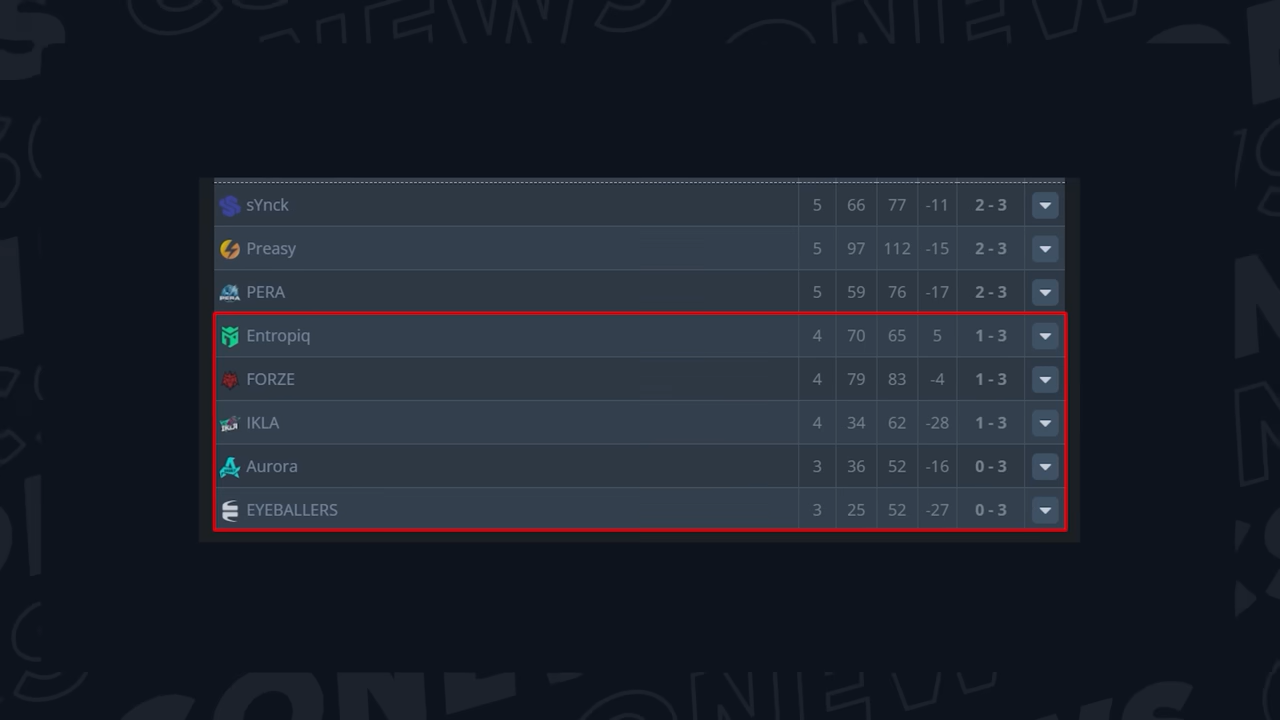 NEWS
sYnck 5 66 77 -11 2 - 3
Preasy 5 97 112 -15 2 - 3
PERA 5 59 76 -17 2 - 3
Entropiq 4 70 65 5 1 - 3
FORZE 4 79 83 -4 1 - 3
IKLA 4 34 62 -28 1 - 3
Aurora 3 36 52 -16 0 - 3
EYEBALLERS 3 25 52 -27 0 - 3